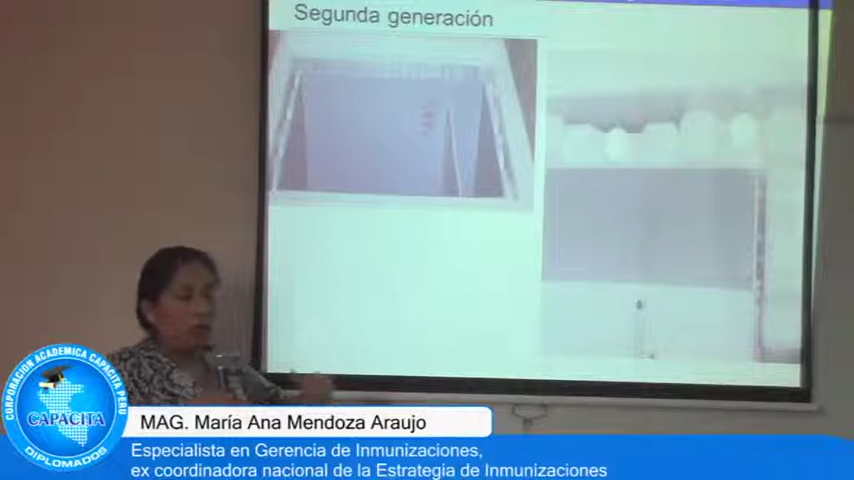 Segunda generación
CORPORACIÓN ACADEMICA CAPACITA PERU
CAPACITA
DIPLOMADOS
MAG. María Ana Mendoza Araujo
Especialista en Gerencia de Inmunizaciones,
ex coordinadora nacional de la Estrategia de Inmunizaciones